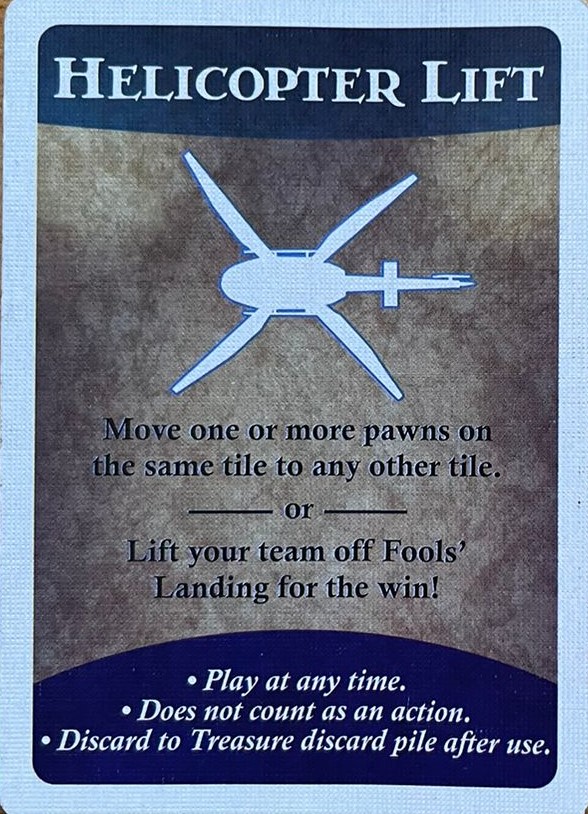 HELICOPTER LIFT
Move one or more pawns on
the same tile to any other tile.
or
Lift your team off Fools'
Landing for the win!
• Play at any time.
• Does not count as an action.
• Discard to Treasure discard pile after use.